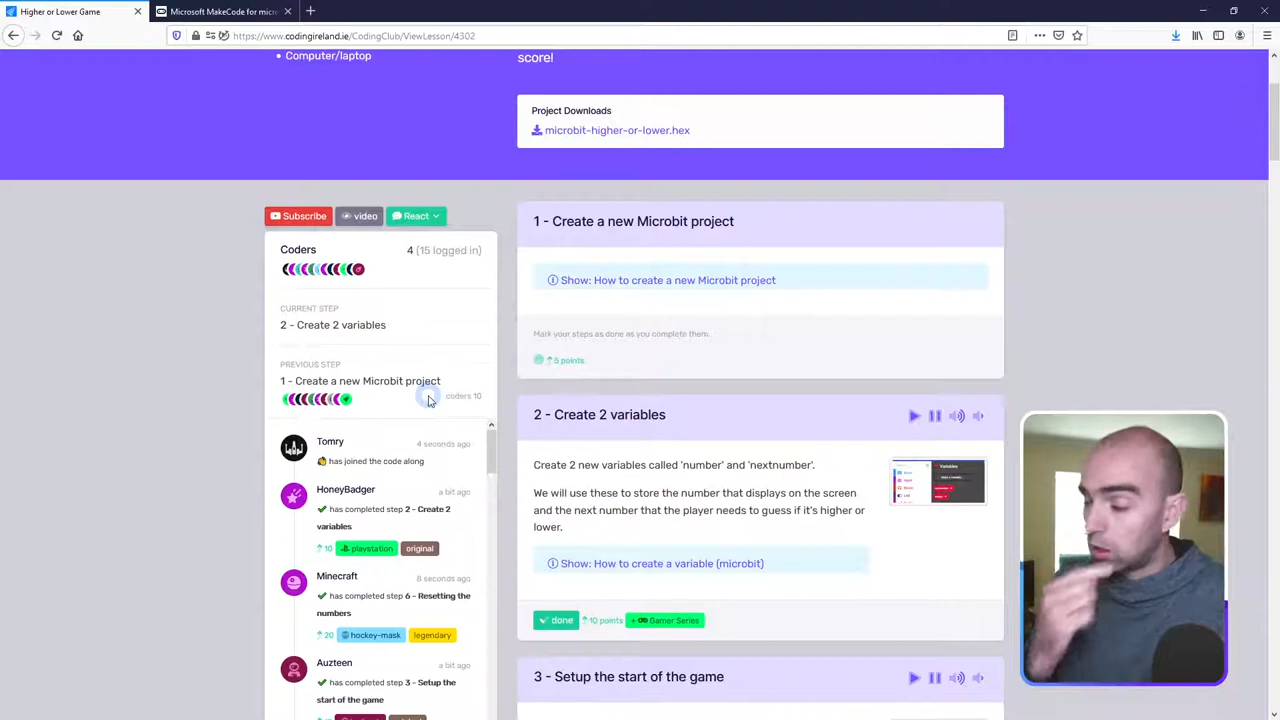 Higher or Lower Game
Microsoft MakeCode for micr
https://www.codingireland.ie/CodingClub/ViewLesson/4302
Computer/laptop
score!
Project Downloads
microbit-higher-or-lower.hex
Subscribe
video
React
Coders
4 (15 logged in)
CURRENT STEP
2 - Create 2 variables
PREVIOUS STEP
1 - Create a new Microbit project
coders 10
Tomry
4 seconds ago
has joined the code along
HoneyBadger
a bit ago
has completed step 2 - Create 2
variables
10 playstation original
Minecraft
8 seconds ago
has completed step 6 - Resetting the
numbers
20 hockey-mask legendary
Auzteen
a bit ago
has completed step 3 - Setup the
start of the game
1 - Create a new Microbit project
Show: How to create a new Microbit project
Mark your steps as done as you complete them.
5 points
2 - Create 2 variables
Create 2 new variables called 'number' and 'nextnumber'.
We will use these to store the number that displays on the screen
and the next number that the player needs to guess if it's higher or
lower.
Variables
Show: How to create a variable (microbit)
done
10 points
+ Gamer Series
3 - Setup the start of the game